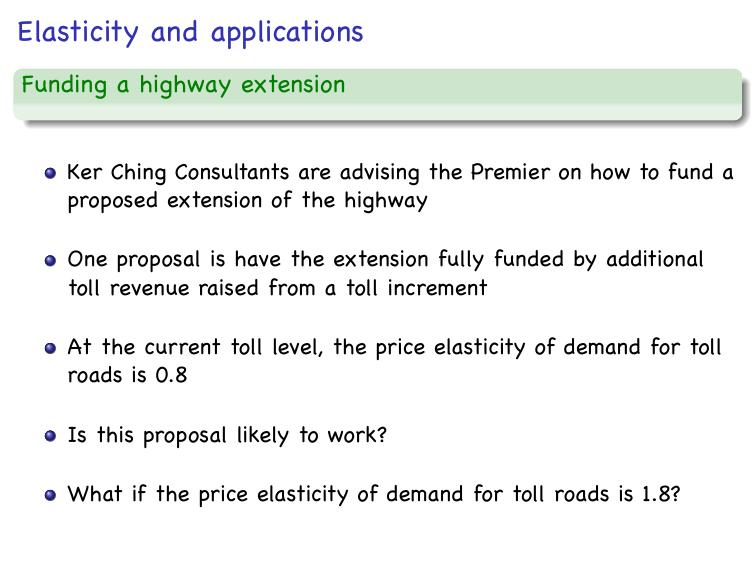 Elasticity and applications
Funding a highway extension
Ker Ching Consultants are advising the Premier on how to fund a
proposed extension of the highway
One proposal is have the extension fully funded by additional
toll revenue raised from a toll increment
At the current toll level, the price elasticity of demand for toll
roads is 0.8
Is this proposal likely to work?
What if the price elasticity of demand for toll roads is 1.8?